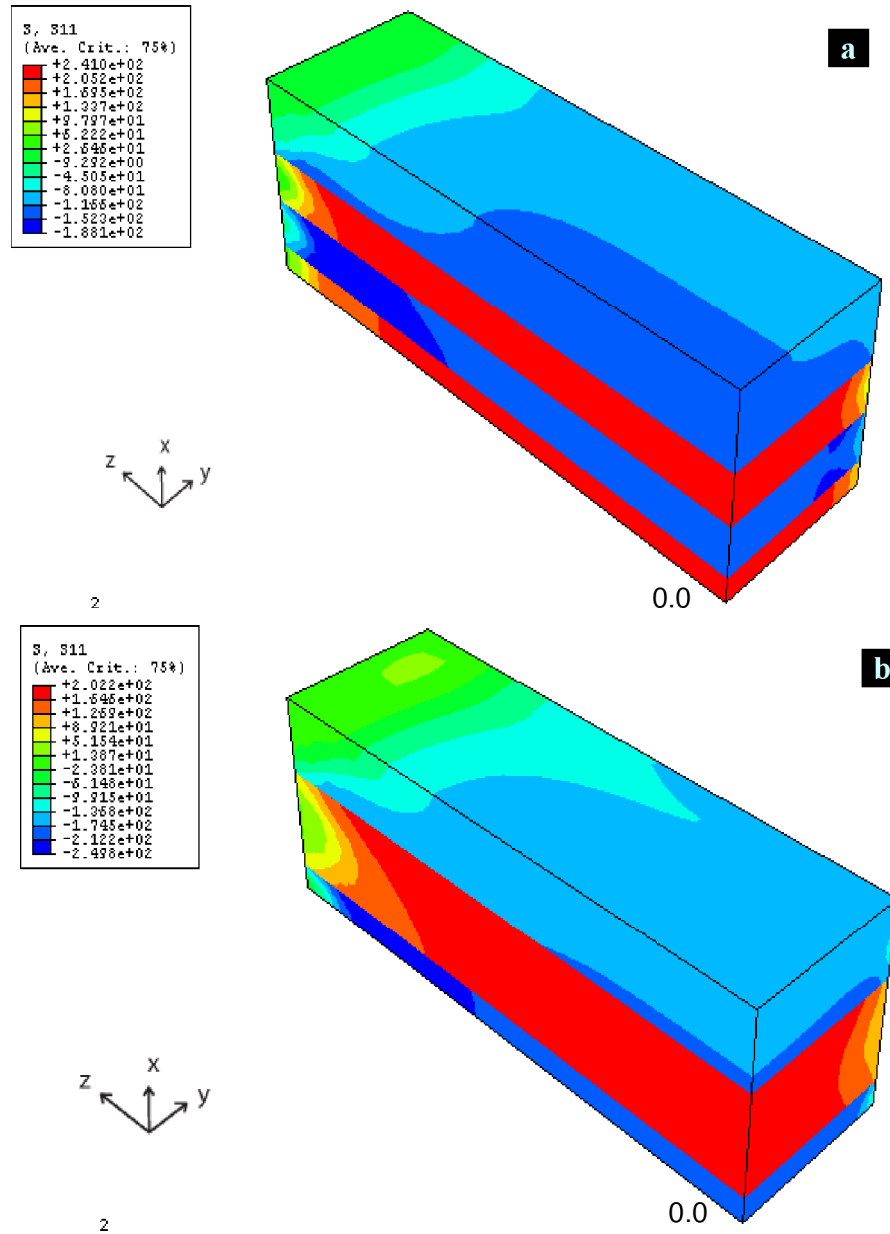 S, S11
(Ave. Crit.: 75%)
+2.410e+02
+2.052e+02
+1.695e+02
+1.337e+02
+9.797e+01
+6.222e+01
+2.646e+01
-9.292e+00
-4.505e+01
-8.080e+01
-1.166e+02
-1.523e+02
-1.881e+02
a
x
z
y
2
0.0
S, S11
(Ave. Crit.: 75%)
+2.022e+02
+1.646e+02
+1.269e+02
+8.921e+01
+5.154e+01
+1.387e+01
-2.381e+01
-6.148e+01
-9.915e+01
-1.368e+02
-1.745e+02
-2.122e+02
-2.498e+02
b
x
z
y
2
0.0